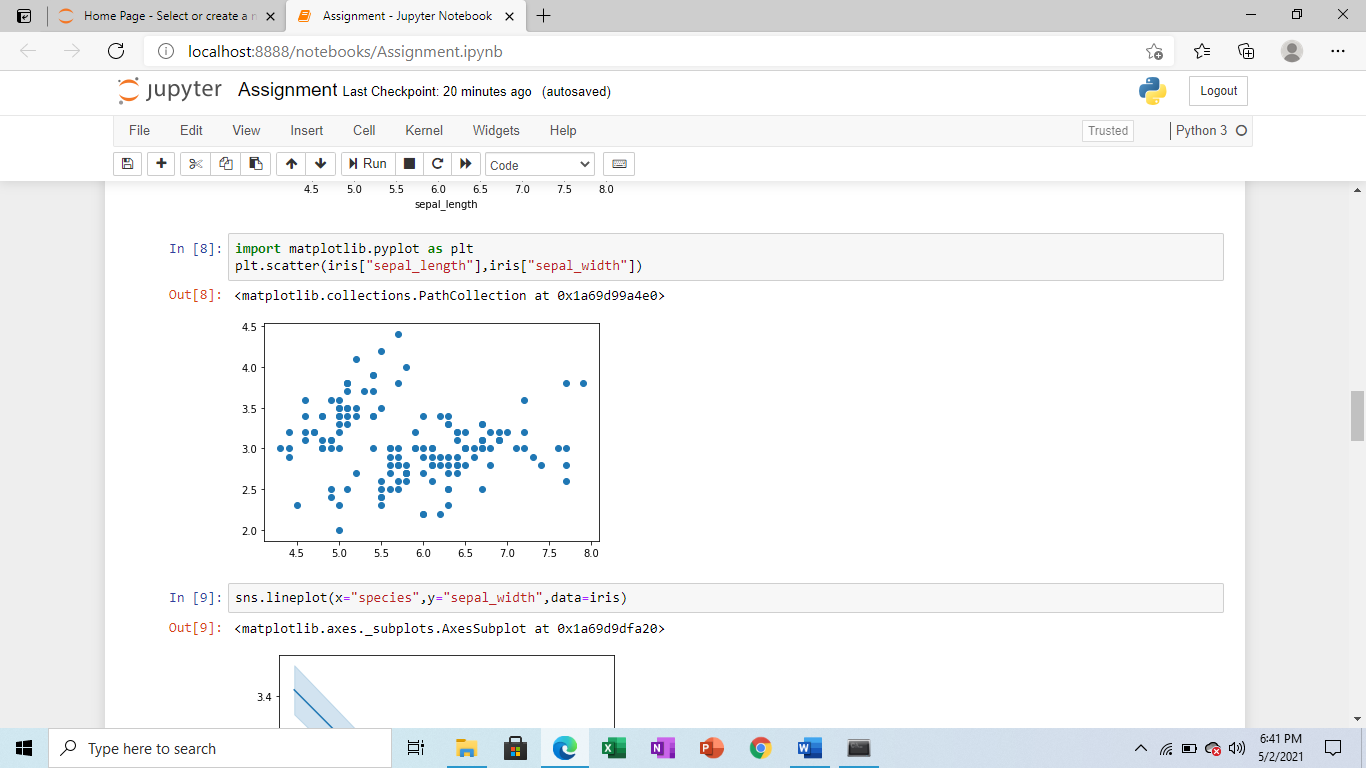 Home Page - Select or create a n
Assignment - Jupyter Notebook
localhost:8888/notebooks/Assignment.ipynb
jupyter Assignment Last Checkpoint: 20 minutes ago (autosaved)
Logout
File Edit View Insert Cell Kernel Widgets Help
Trusted
Python 3
Run
Code
4.5 5.0 5.5 6.0 6.5 7.0 7.5 8.0
sepal_length
In [8]: import matplotlib.pyplot as plt
plt.scatter(iris["sepal_length"],iris["sepal_width"])
Out[8]: <matplotlib.collections.PathCollection at 0x1a69d99a4e0>
4.5
4.0
3.5
3.0
2.5
2.0
4.5 5.0 5.5 6.0 6.5 7.0 7.5 8.0
In [9]: sns.lineplot(x="species",y="sepal_width",data=iris)
Out[9]: <matplotlib.axes._subplots.AxesSubplot at 0x1a69d9dfa20>
3.4
Type here to search
6:41 PM
5/2/2021